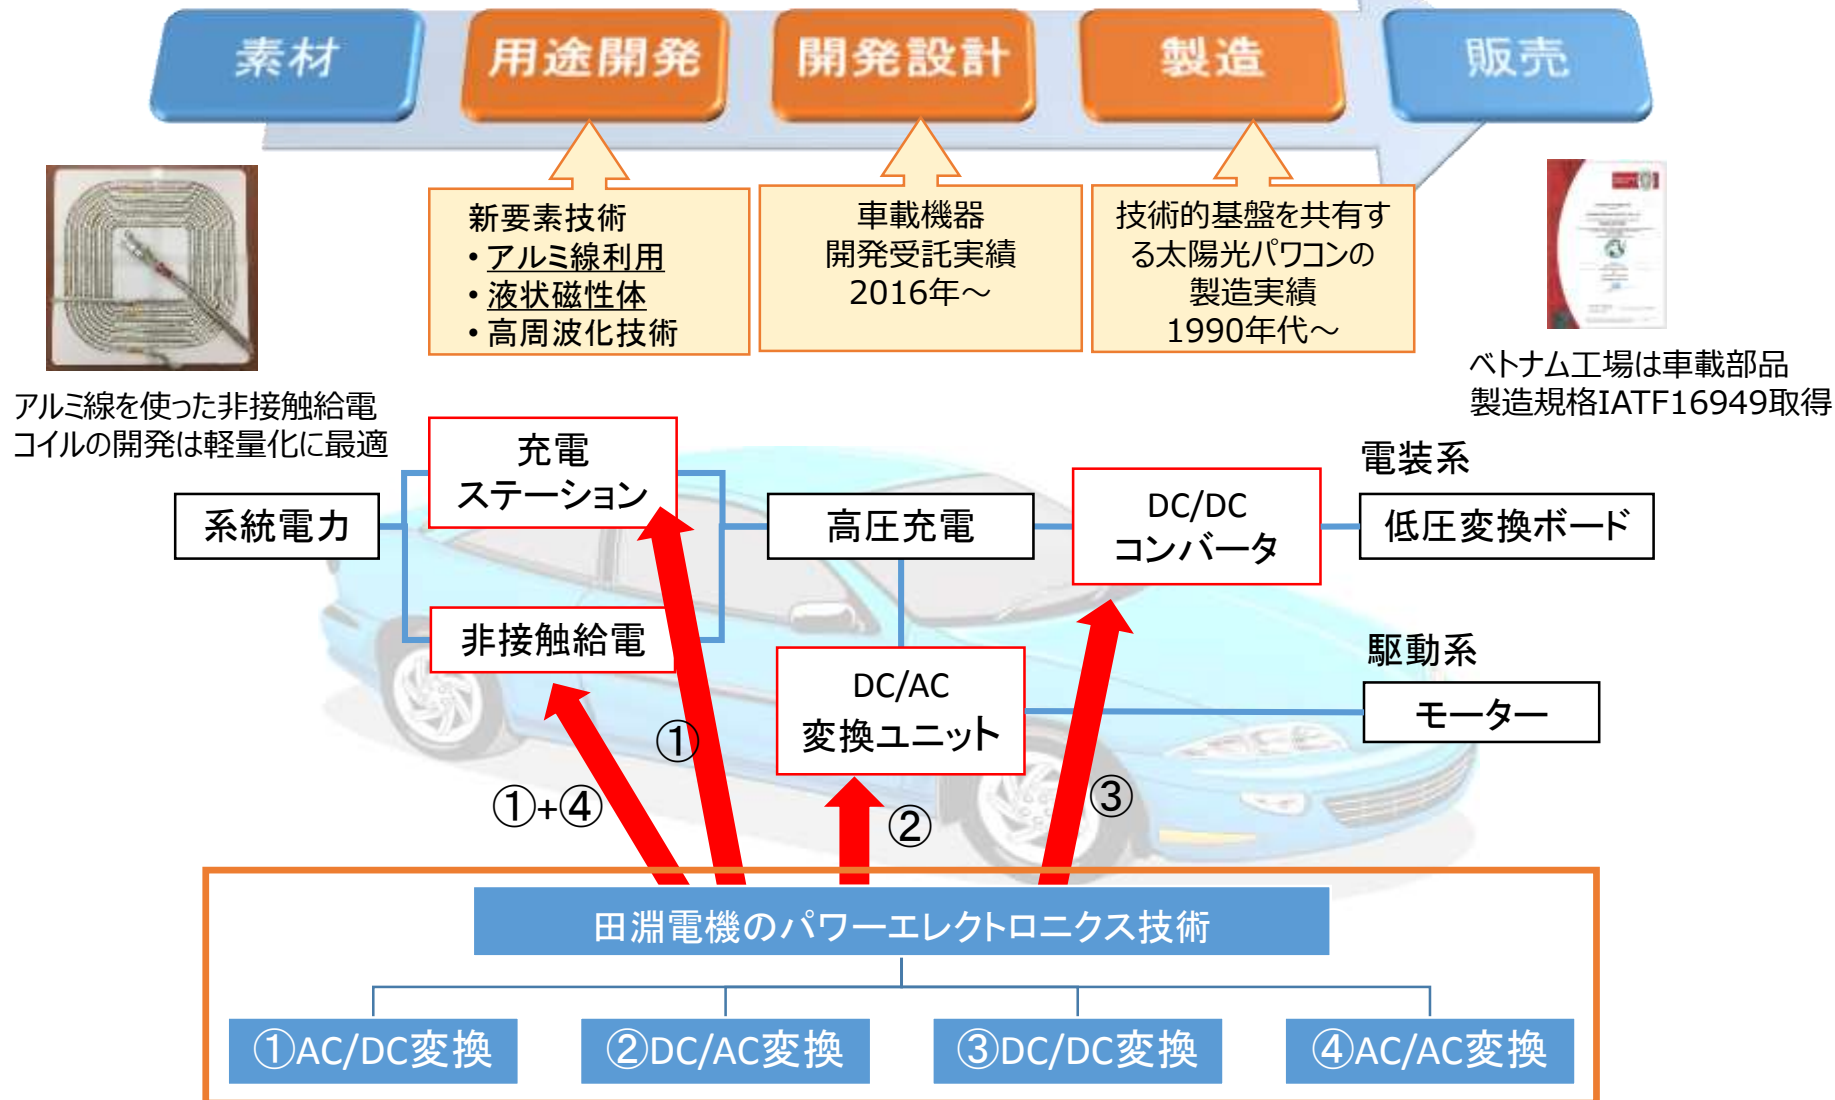 素材
用途開発
開発設計
製造
販売
新要素技術
・アルミ線利用
・液状磁性体
・高周波化技術
車載機器
開発受託実績
2016年～
技術的基盤を共有す
る太陽光パワコンの
製造実績
1990年代～
アルミ線を使った非接触給電
コイルの開発は軽量化に最適
ベトナム工場は車載部品
製造規格IATF16949取得
系統電力
充電
ステーション
非接触給電
高圧充電
DC/AC
変換ユニット
DC/DC
コンバータ
電装系
低圧変換ボード
駆動系
モーター
①+④
①
②
③
田淵電機のパワーエレクトロニクス技術
①AC/DC変換
②DC/AC変換
③DC/DC変換
④AC/AC変換